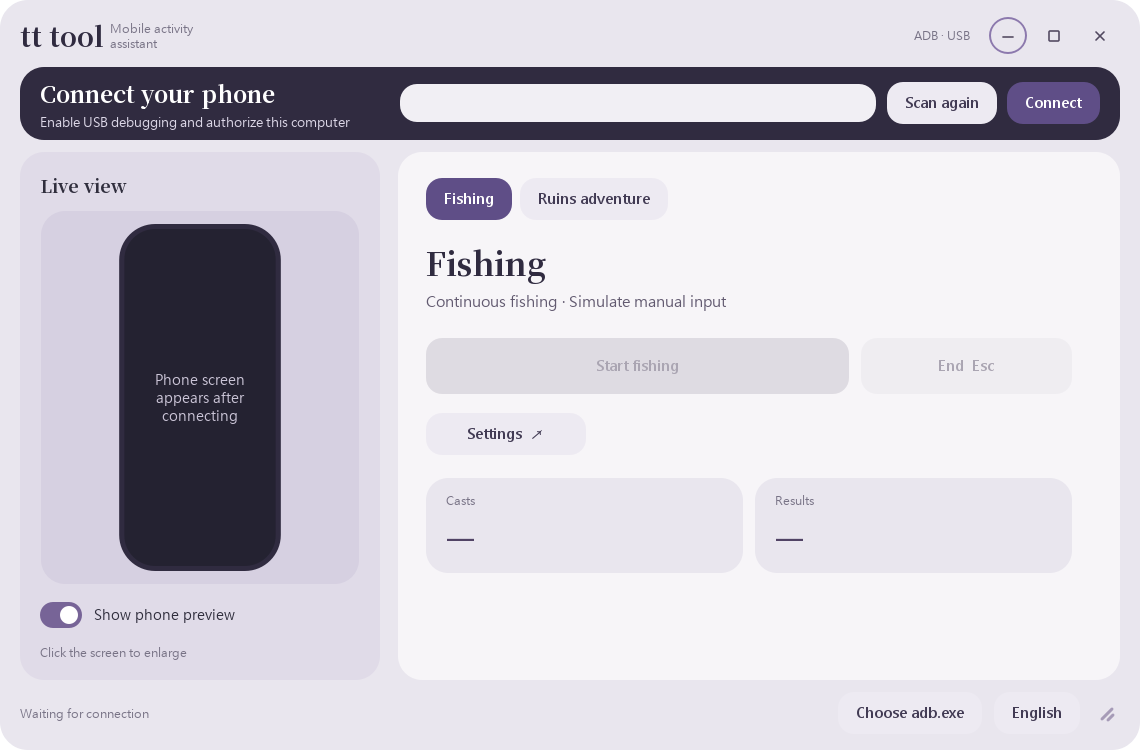 tt tool
Mobile activity
assistant
ADB · USB
Connect your phone
Enable USB debugging and authorize this computer
Scan again
Connect
Live view
Phone screen
appears after
connecting
Show phone preview
Click the screen to enlarge
Fishing
Ruins adventure
Fishing
Continuous fishing · Simulate manual input
Start fishing
End Esc
Settings ↗
Casts
—
Results
—
Waiting for connection
Choose adb.exe
English